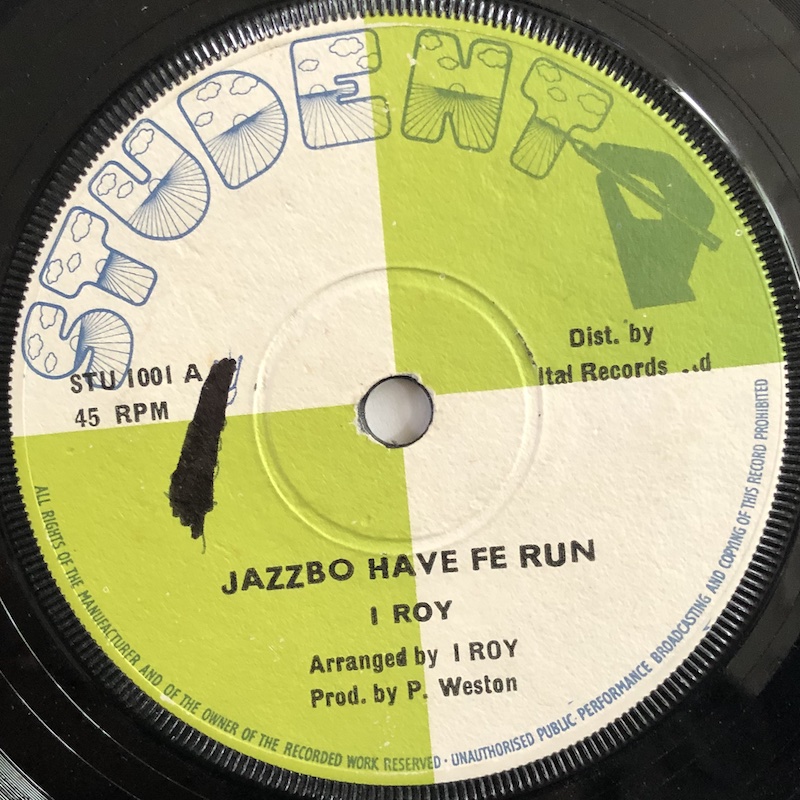 STUDENT
STU 1001 A
45 RPM
Dist. by
Ital Records
JAZZBO HAVE FE RUN
I ROY
Arranged by I ROY
Prod. by P. Weston
ALL RIGHTS OF THE MANUFACTURER AND OF THE OWNER OF THE RECORDED WORK RESERVED · UNAUTHORISED PUBLIC PERFORMANCE BROADCASTING AND COPYING OF THIS RECORD PROHIBITED